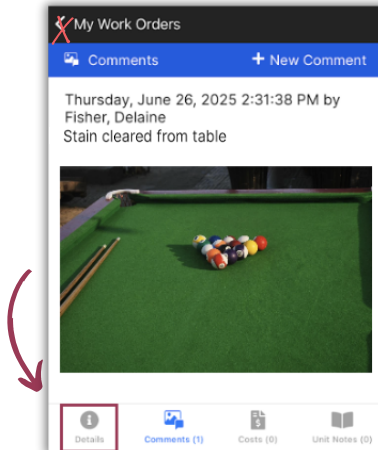 My Work Orders
Comments + New Comment
Thursday, June 26, 2025 2:31:38 PM by
Fisher, Delaine
Stain cleared from table
Details Comments (1) Costs (0) Unit Notes (0)